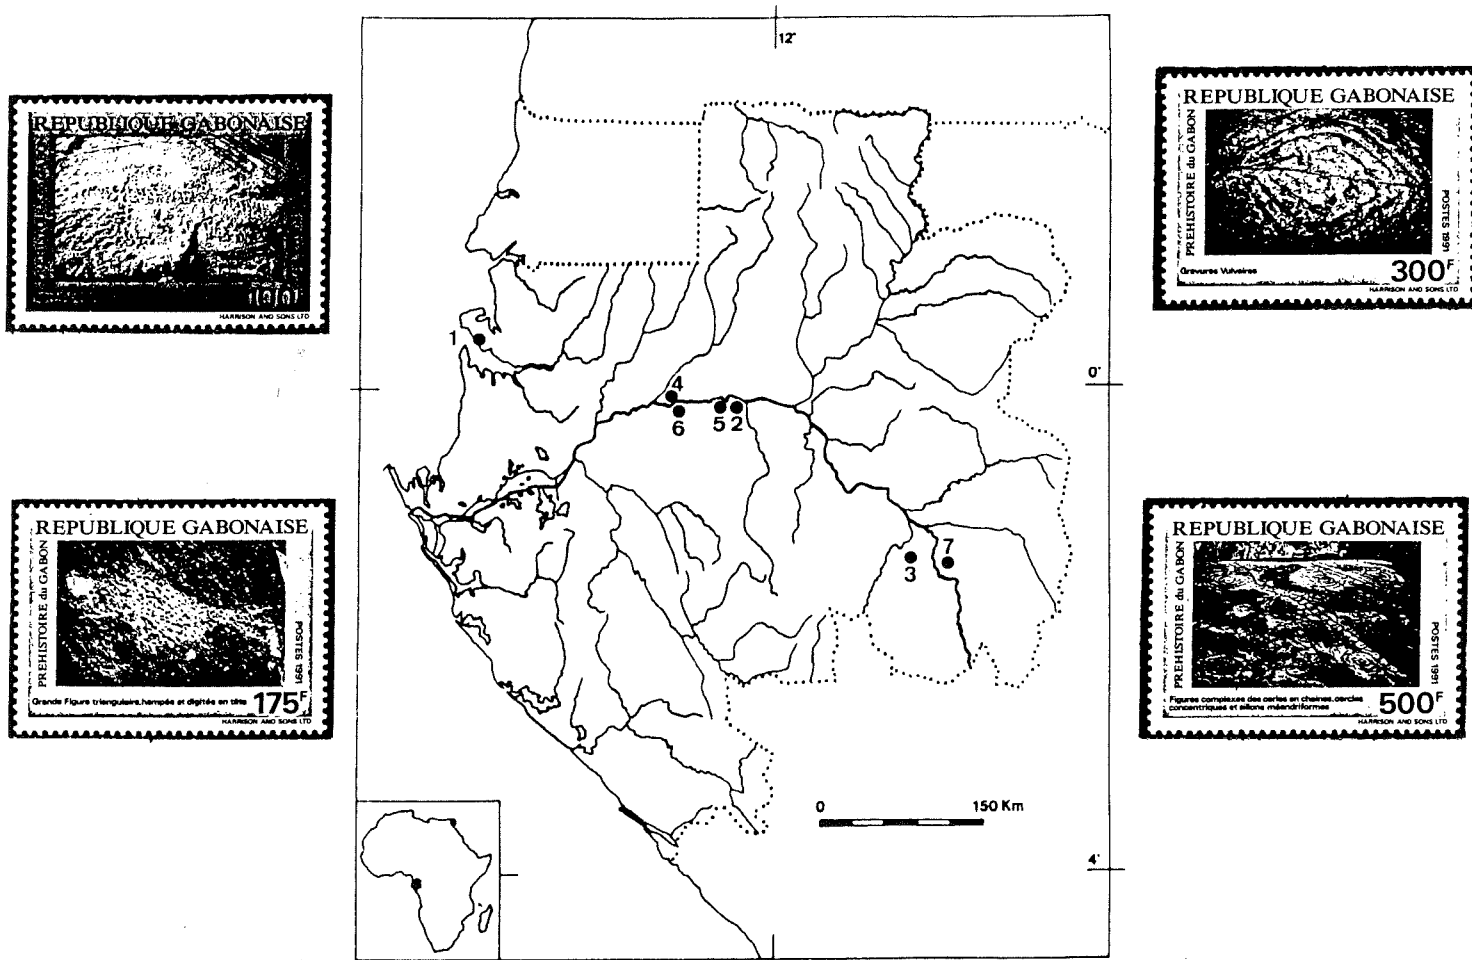 REPUBLIQUE GABONAISE
100F
HARRISON AND SONS LTD
REPUBLIQUE GABONAISE
PREHISTOIRE du GABON
POSTES 1991
Grande Figure triangulaire, hampée et digitée en tête
175F
HARRISON AND SONS LTD
12°
0°
4°
1
4
6
5
2
3
7
0
150 Km
REPUBLIQUE GABONAISE
PREHISTOIRE du GABON
POSTES 1991
Gravures Vulvaires
300F
HARRISON AND SONS LTD
REPUBLIQUE GABONAISE
PREHISTOIRE du GABON
POSTES 1991
Figures complexes des cercles en chaines, cercles
concentriques et sillons méandriformes
500F
HARRISON AND SONS LTD